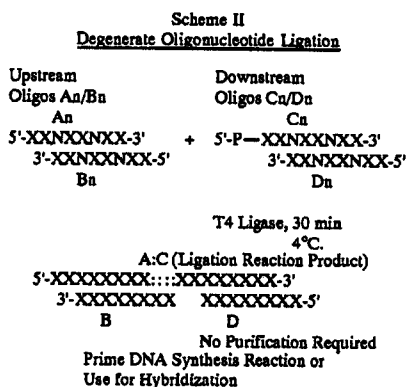 Scheme II
Degenerate Oligonucleotide Ligation
Upstream Downstream
Oligos An/Bn Oligos Cn/Dn
An Cn
5'-XXNXXNXX-3' + 5'-P—XXNXXNXX-3'
3'-XXNXXNXX-5' 3'-XXNXXNXX-5'
Bn Dn
T4 Ligase, 30 min
4°C.
A:C (Ligation Reaction Product)
5'-XXXXXXXX::::XXXXXXXX-3'
3'-XXXXXXXX XXXXXXXX-5'
B D
No Purification Required
Prime DNA Synthesis Reaction or
Use for Hybridization